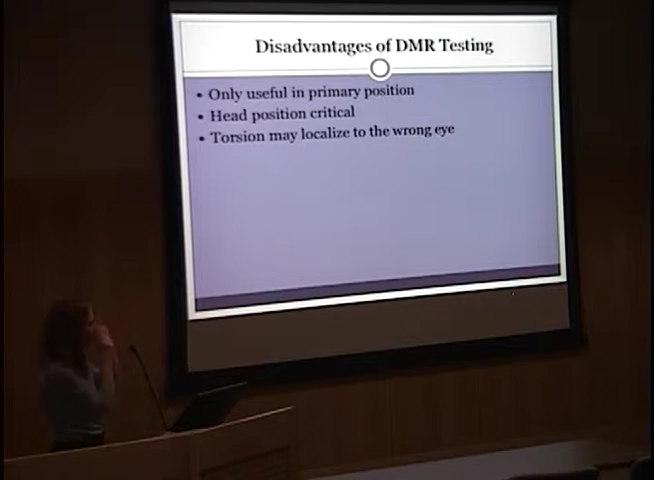 Disadvantages of DMR Testing
• Only useful in primary position
• Head position critical
• Torsion may localize to the wrong eye